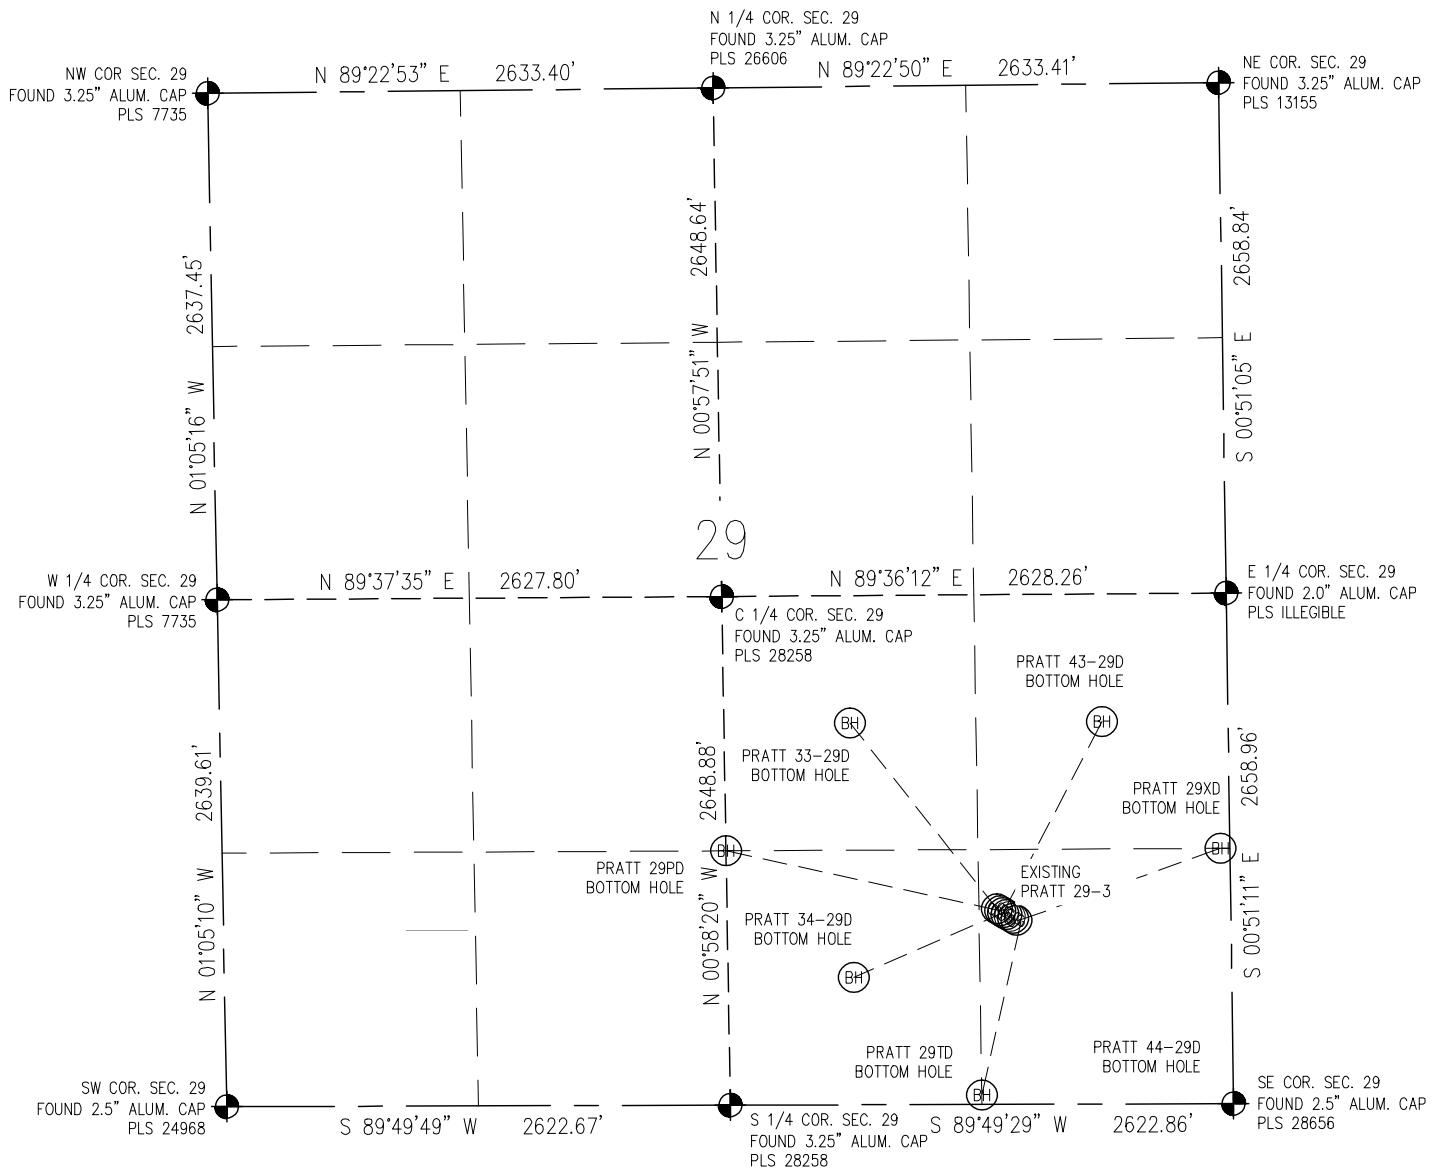 N 1/4 COR. SEC. 29
FOUND 3.25" ALUM. CAP
PLS 26606
NW COR SEC. 29
FOUND 3.25" ALUM. CAP
PLS 7735
N 89°22'53" E 2633.40'
N 89°22'50" E 2633.41'
NE COR. SEC. 29
FOUND 3.25" ALUM. CAP
PLS 13155
N 01°05'16" W 2637.45'
N 00°57'51" W 2648.64'
S 00°51'05" E 2658.84'
29
W 1/4 COR. SEC. 29
FOUND 3.25" ALUM. CAP
PLS 7735
N 89°37'35" E 2627.80'
N 89°36'12" E 2628.26'
E 1/4 COR. SEC. 29
FOUND 2.0" ALUM. CAP
PLS ILLEGIBLE
C 1/4 COR. SEC. 29
FOUND 3.25" ALUM. CAP
PLS 28258
PRATT 43-29D
BOTTOM HOLE
BH
BH
PRATT 33-29D
BOTTOM HOLE
PRATT 29XD
BOTTOM HOLE
N 01°05'10" W 2639.61'
N 00°58'20" W 2648.88'
S 00°51'11" E 2658.96'
BH
BH
PRATT 29PD
BOTTOM HOLE
EXISTING
PRATT 29-3
PRATT 34-29D
BOTTOM HOLE
BH
PRATT 29TD
BOTTOM HOLE
PRATT 44-29D
BOTTOM HOLE
BH
SW COR. SEC. 29
FOUND 2.5" ALUM. CAP
PLS 24968
S 89°49'49" W 2622.67'
S 1/4 COR. SEC. 29
FOUND 3.25" ALUM. CAP
PLS 28258
S 89°49'29" W 2622.86'
SE COR. SEC. 29
FOUND 2.5" ALUM. CAP
PLS 28656